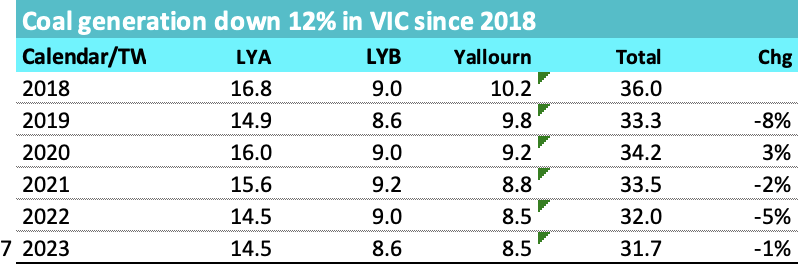 Coal generation down 12% in VIC since 2018
Calendar/TW LYA LYB Yallourn Total Chg
2018 16.8 9.0 10.2 36.0
2019 14.9 8.6 9.8 33.3 -8%
2020 16.0 9.0 9.2 34.2 3%
2021 15.6 9.2 8.8 33.5 -2%
2022 14.5 9.0 8.5 32.0 -5%
7 2023 14.5 8.6 8.5 31.7 -1%